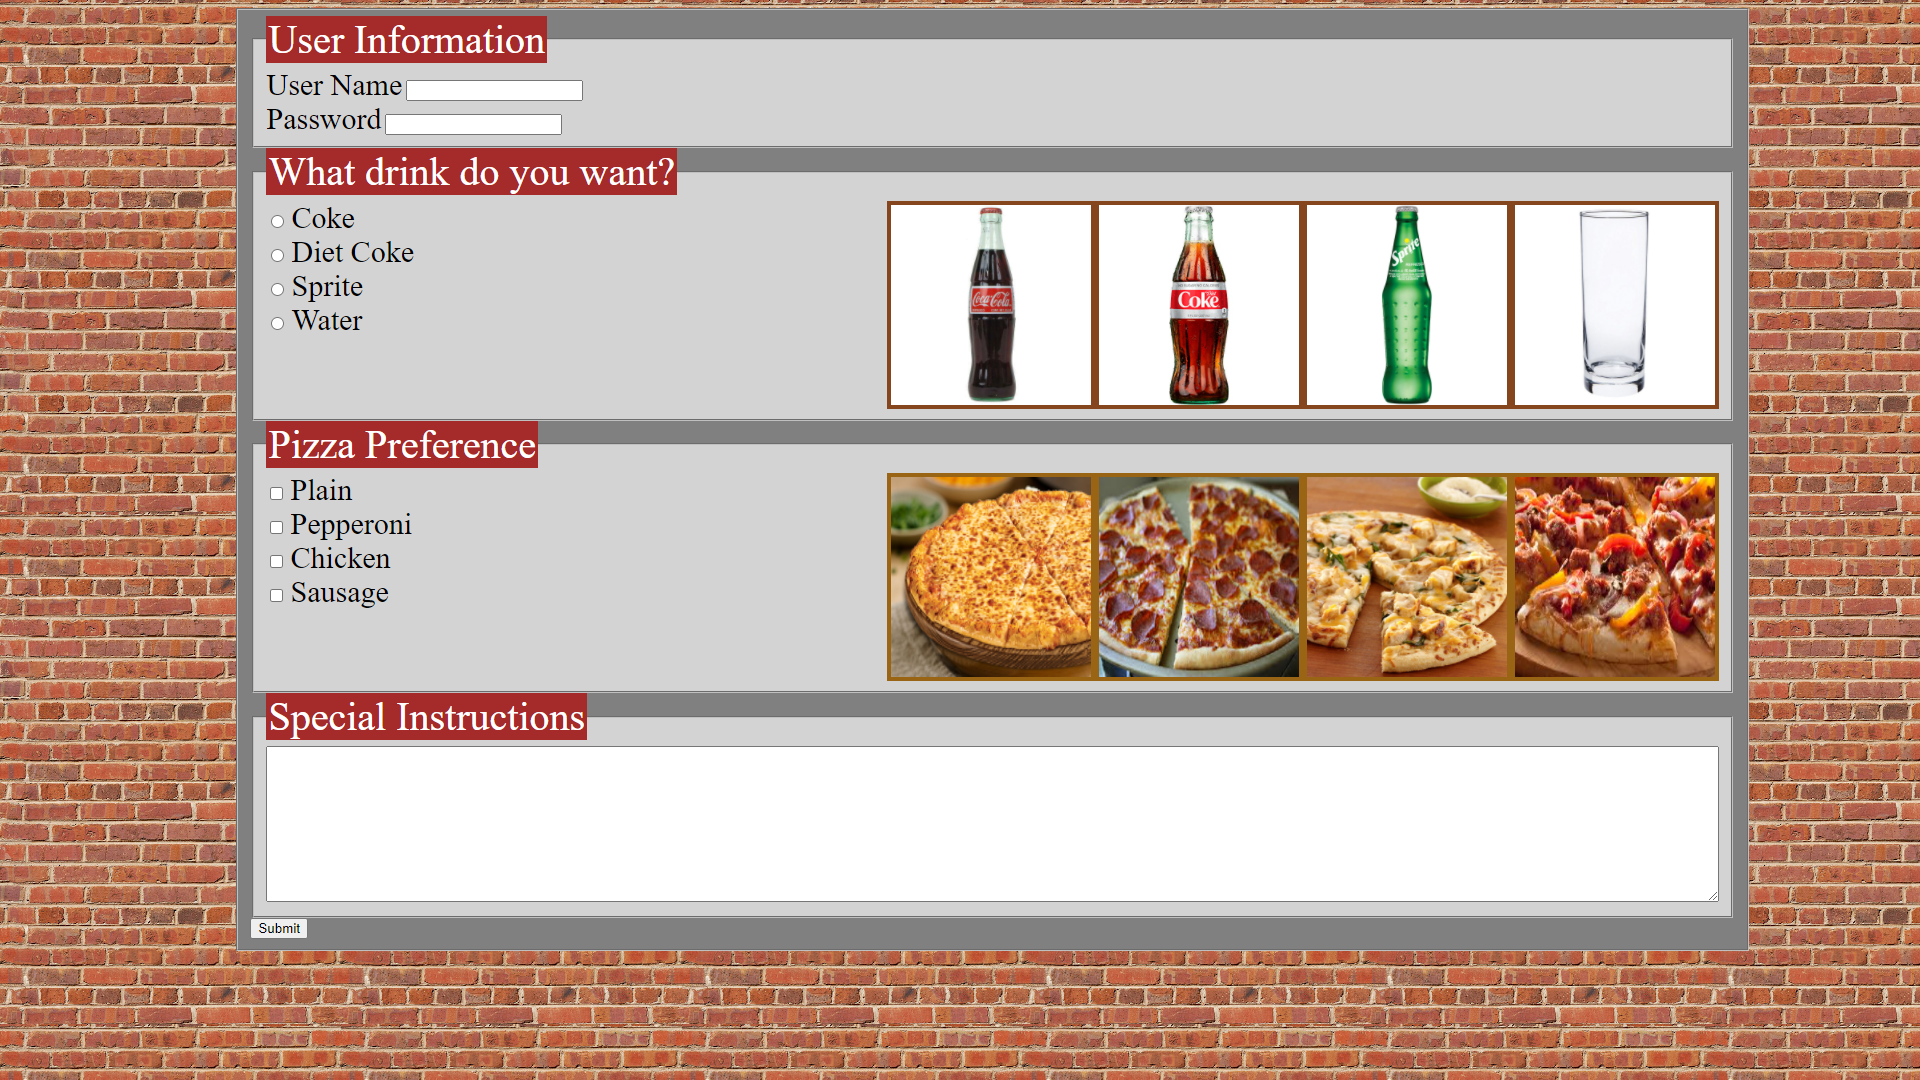 User Information
User Name
Password
What drink do you want?
Coke
Diet Coke
Sprite
Water
Coca-Cola
Coke
Sprite
Pizza Preference
Plain
Pepperoni
Chicken
Sausage
Special Instructions
Submit